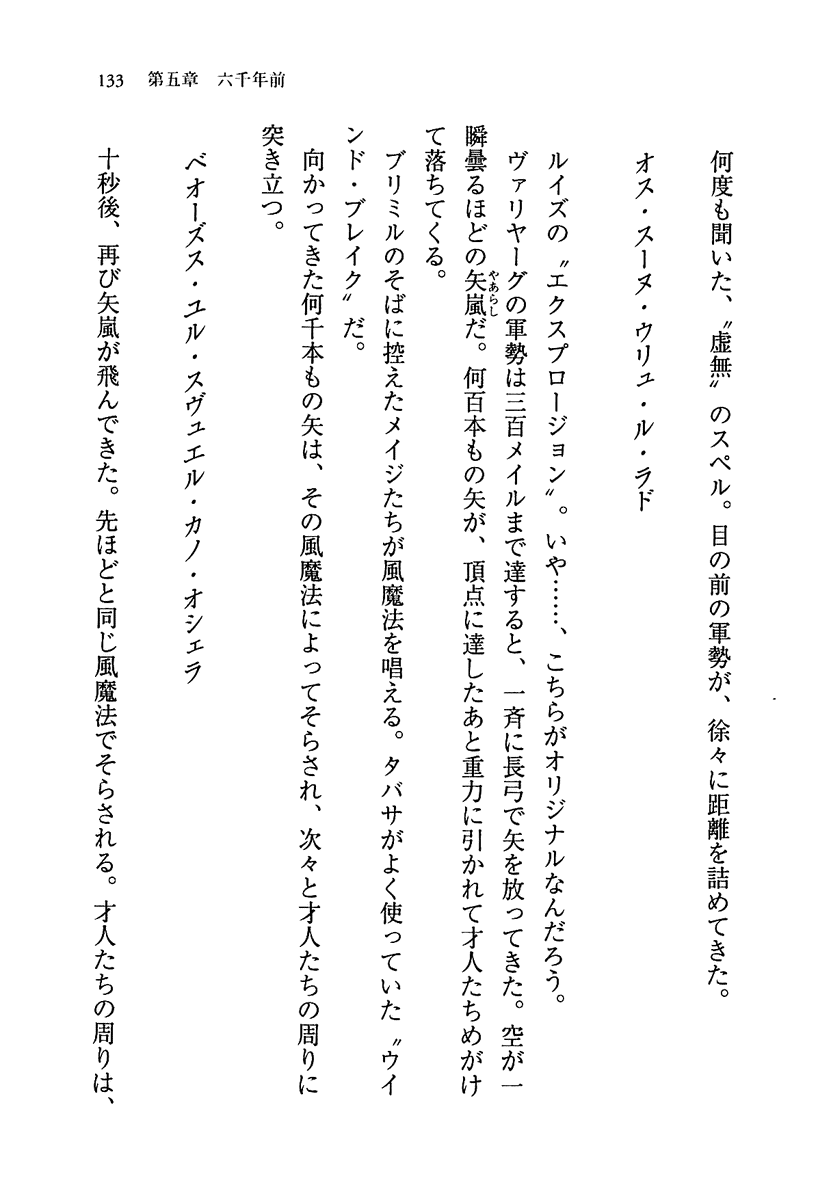 133 第五章 六千年前
何度も聞いた、〝虚無〟のスペル。目の前の軍勢が、徐々に距離を詰めてきた。
オス・スーヌ・ウリュ・ル・ラド
ルイズの〝エクスプロージョン〟。いや……、こちらがオリジナルなんだろう。
ヴァリヤーグの軍勢は三百メイルまで達すると、一斉に長弓で矢を放ってきた。空が一
瞬曇るほどの矢嵐だ。何百本もの矢が、頂点に達したあと重力に引かれて才人たちめがけ
やあらし
て落ちてくる。
ブリミルのそばに控えたメイジたちが風魔法を唱える。タバサがよく使っていた〝ウイ
ンド・ブレイク〟だ。
向かってきた何千本もの矢は、その風魔法によってそらされ、次々と才人たちの周りに
突き立つ。
ベオーズス・ユル・スヴュエル・カノ・オシェラ
十秒後、再び矢嵐が飛んできた。先ほどと同じ風魔法でそらされる。才人たちの周りは、